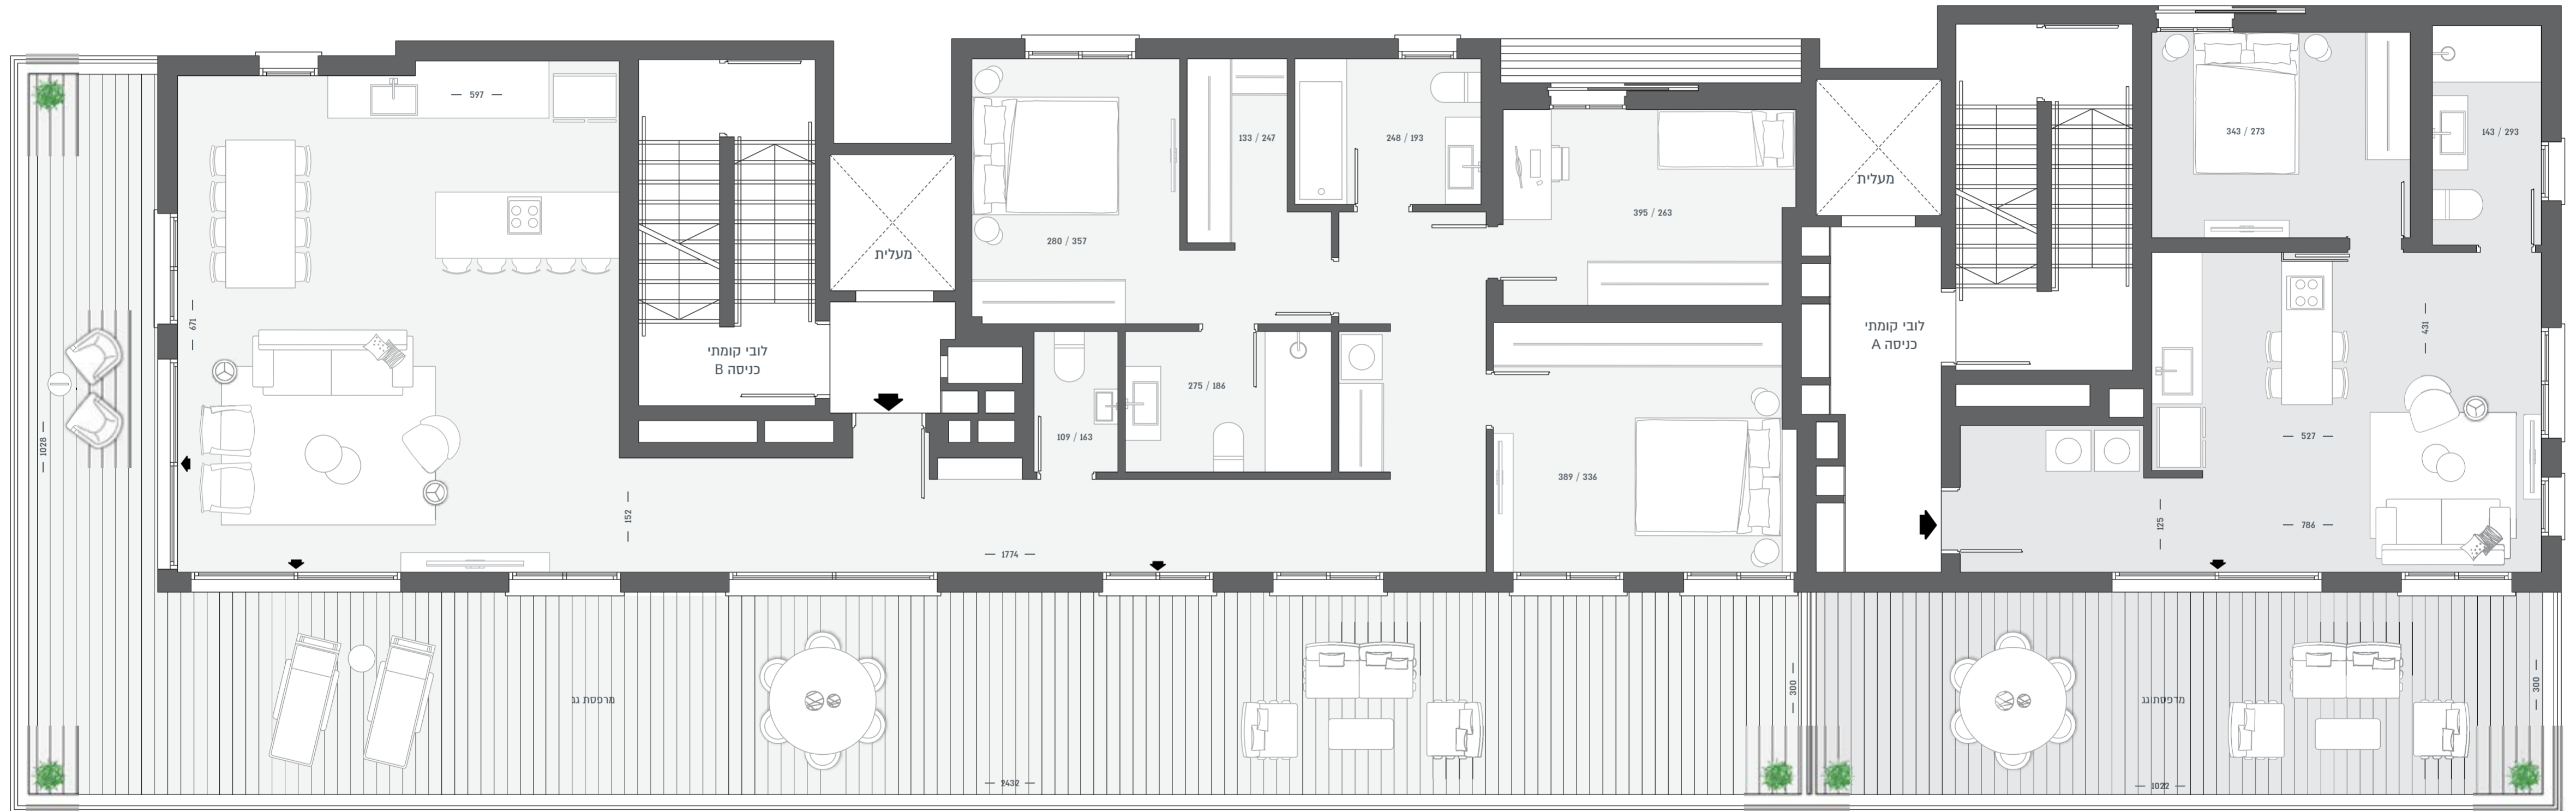 597
671
1028
152
1774
לובי קומתי
כניסה B
מעלית
280 / 357
133 / 247
248 / 193
109 / 163
275 / 186
395 / 263
389 / 336
מעלית
לובי קומתי
כניסה A
343 / 273
143 / 293
431
527
125
786
מרפסת גג
2432
300
מרפסת גג
1022
300